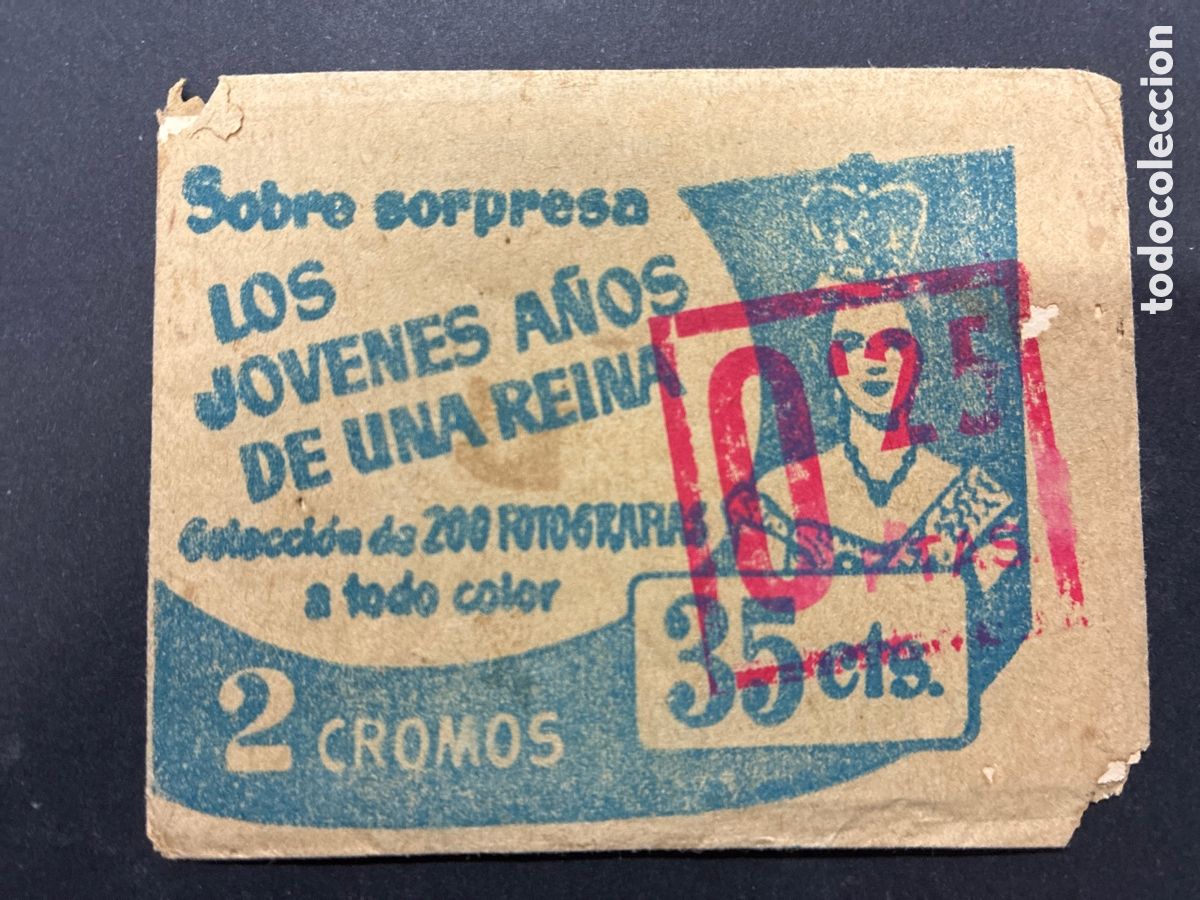 Sobre sorpresa
LOS
JOVENES AÑOS
DE UNA REINA
Colección de 200 FOTOGRAFIAS
a todo color
2 CROMOS
35 cts.
0'25
PTAS
todocoleccion